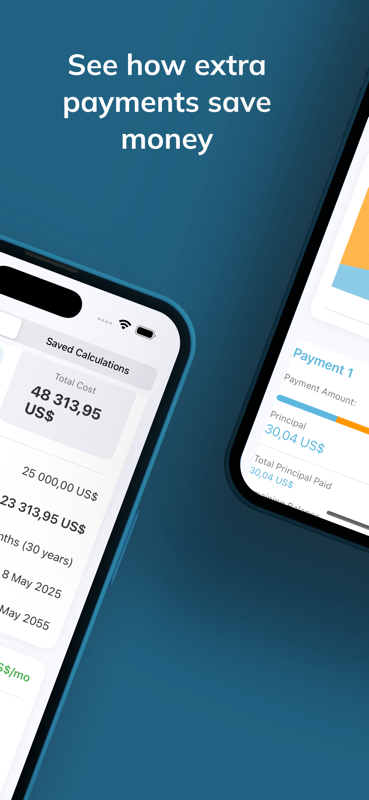 See how extra
payments save
money
Saved Calculations
Total Cost
48 313,95
US$
25 000,00 US$
23 313,95 US$
(30 years)
8 May 2025
May 2055
/mo
Payment 1
Payment Amount:
Principal
30,04 US$
Total Principal Paid
30,04 US$